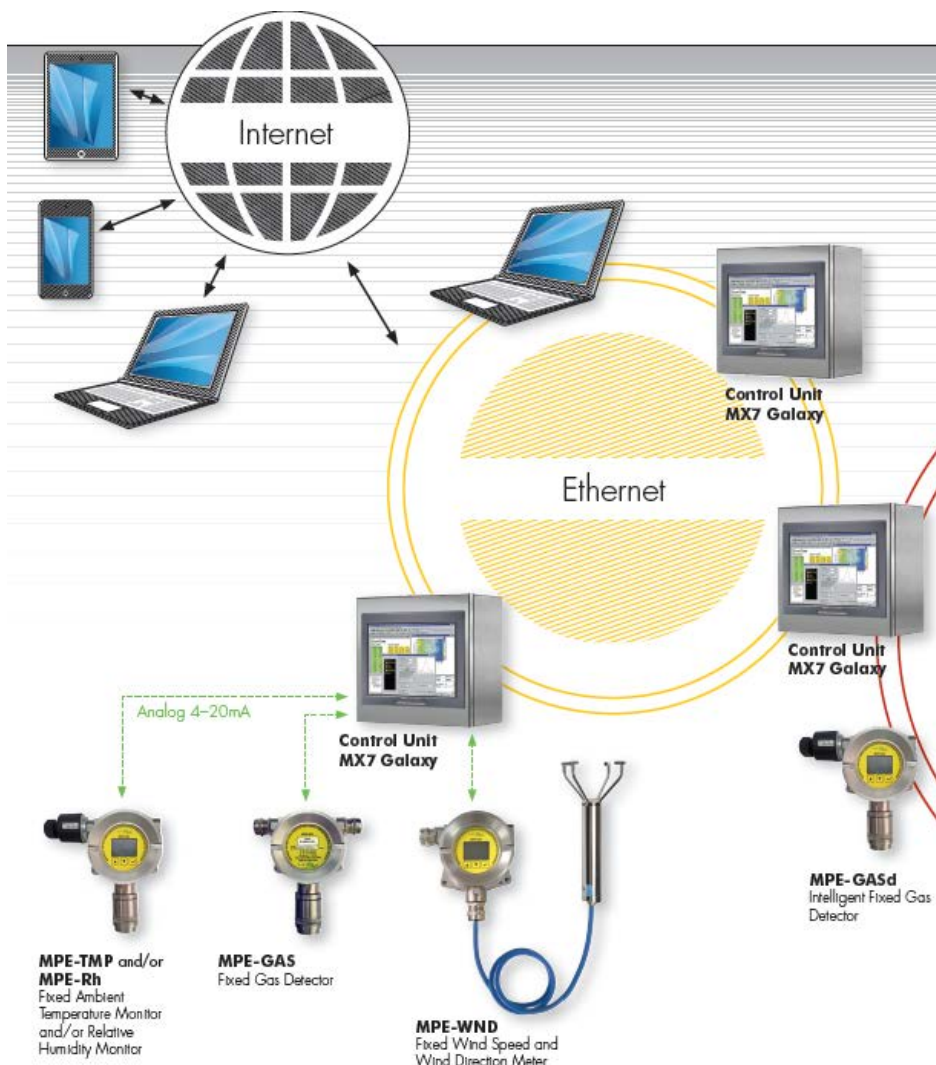 Internet
Control Unit
MX7 Galaxy
Ethernet
Control Unit
MX7 Galaxy
Analog 4–20mA
Control Unit
MX7 Galaxy
MPE-TMP and/or
MPE-Rh
Fixed Ambient
Temperature Monitor
and/or Relative
Humidity Monitor
MPE-GAS
Fixed Gas Detector
MPE-WND
Fixed Wind Speed and
Wind Direction Meter
MPE-GASd
Intelligent Fixed Gas
Detector